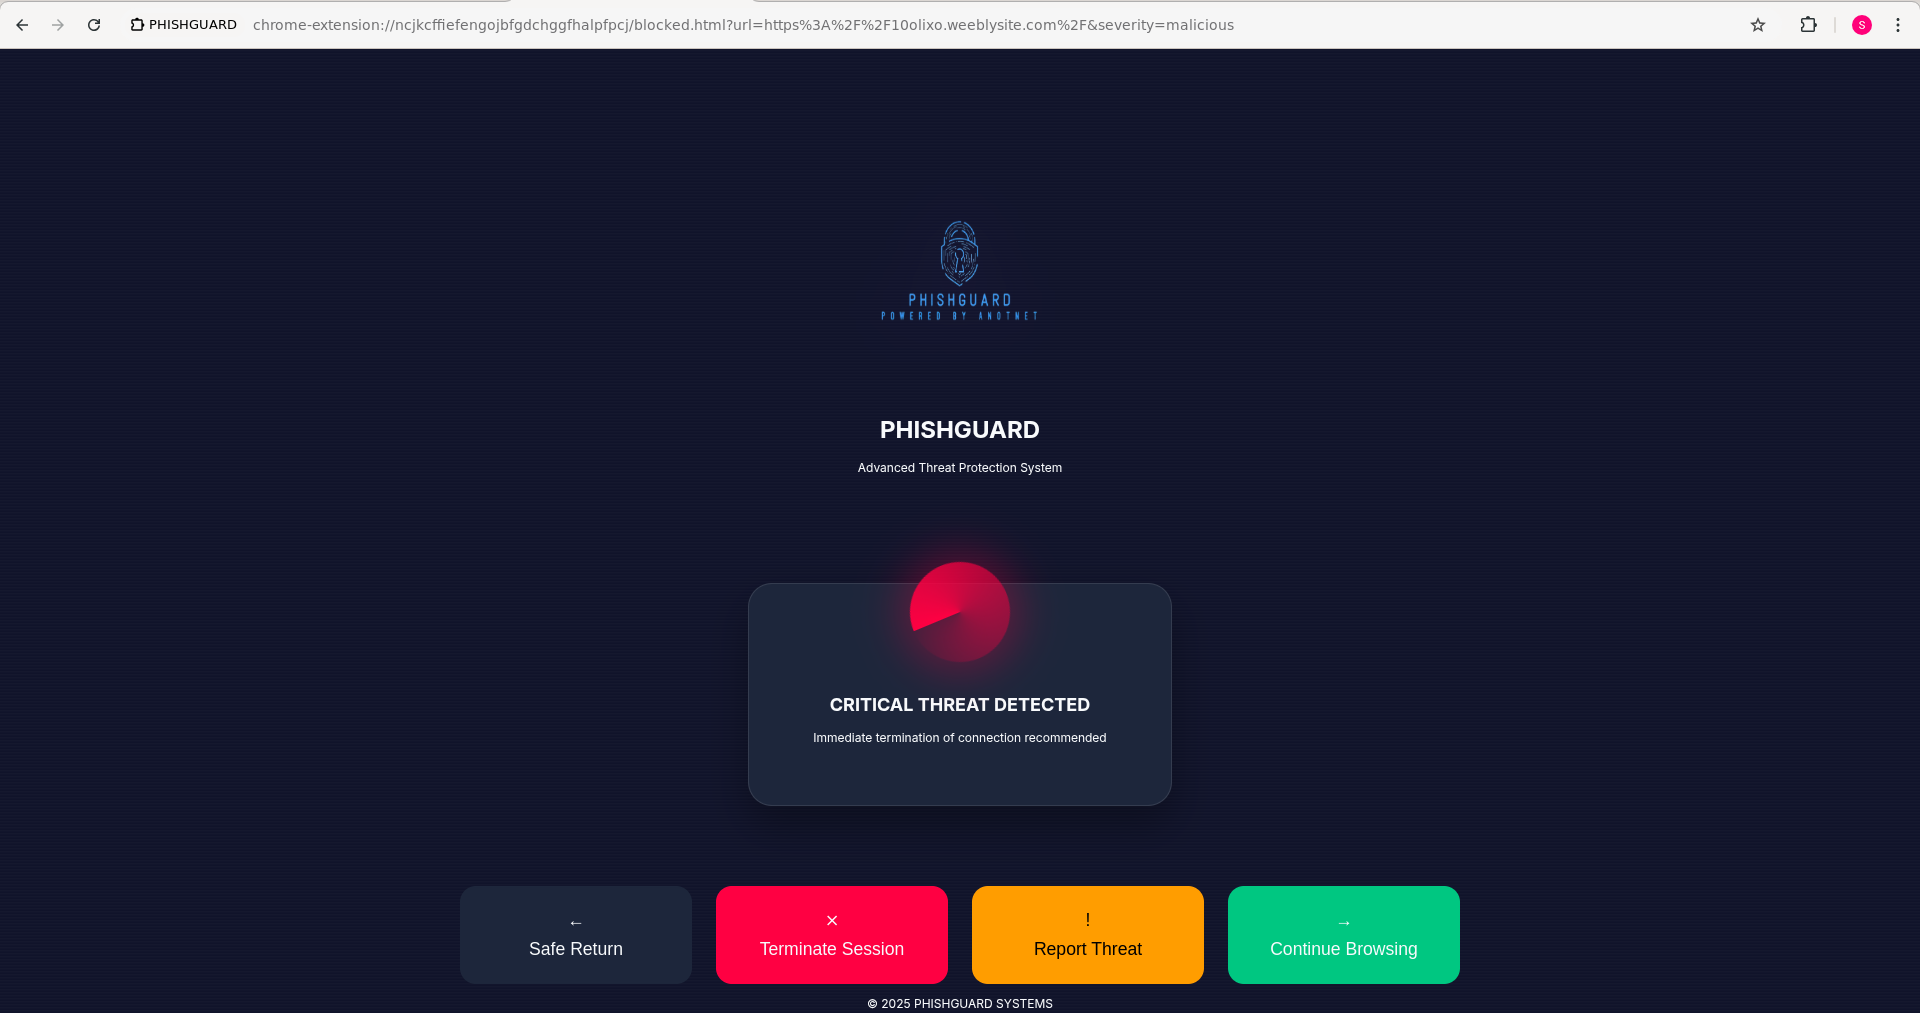 PHISHGUARD chrome-extension://ncjkcffiefengojbfgdchggfhalpfpcj/blocked.html?url=https%3A%2F%2F10olixo.weeblysite.com%2F&severity=malicious
S
PHISHGUARD
POWERED BY ANOTNET
PHISHGUARD
Advanced Threat Protection System
CRITICAL THREAT DETECTED
Immediate termination of connection recommended
← Safe Return
× Terminate Session
! Report Threat
→ Continue Browsing
© 2025 PHISHGUARD SYSTEMS